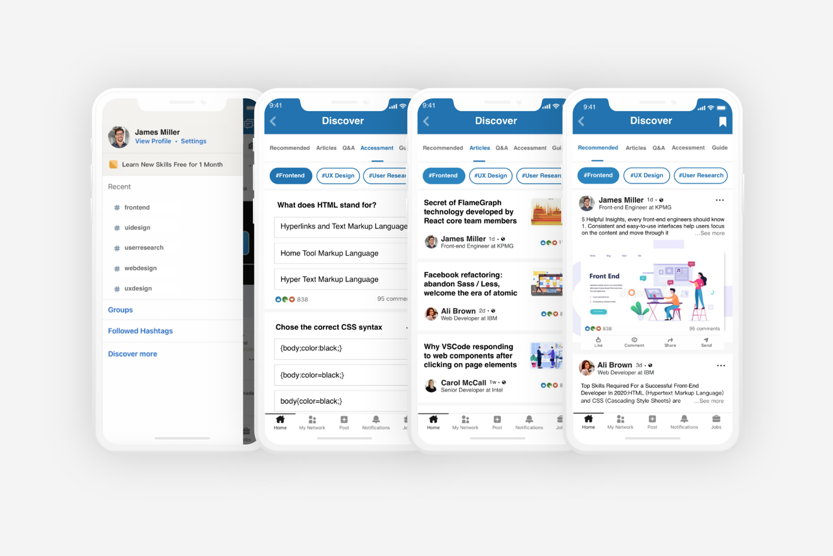 James Miller
View Profile • Settings
Learn New Skills Free for 1 Month
Recent
# frontend
# uidesign
# userresearch
# webdesign
# uxdesign
Groups
Followed Hashtags
Discover more
9:41
Discover
Recommended Articles Q&A Assessment Gu
#Frontend #UX Design #User Resear
What does HTML stand for?
Hyperlinks and Text Markup Language
Home Tool Markup Language
Hyper Text Markup Language
838 95 comme
Chose the correct CSS syntax
{body;color:black;}
{body:color=black;}
body{color=black;}
Home My Network Post Notifications
9:41
Discover
Recommended Articles Q&A Assessment Gui
#Frontend #UX Design #User Resear
Secret of FlameGraph
technology developed by
React core team members
James Miller 1d •
Front-end Engineer at KPMG
Facebook refactoring:
abandon Sass / Less,
welcome the era of atomic
Ali Brown 2d •
Web Developer at IBM
Why VSCode responding
to web components after
clicking on page elements
Carol McCall 1w •
Senior Developer at Intel
Home My Network Post Notifications
9:41
Discover
Recommended Articles Q&A Assessment Guide
#Frontend #UX Design #User Research
James Miller 1d •
Front-end Engineer at KPMG
5 Helpful Insights, every front-end engineers should know
1. Consistent and easy-to-use interfaces help users focus
on the content and move through it ...See more
Front End
838 95 comments
Like Comment Share Send
Ali Brown 3d •
Web Developer at IBM
Top Skills Required For a Successful Front-End
Developer In 2020:HTML (Hypertext Markup Language)
and CSS (Cascading Style Sheets) are ...See more
Home My Network Post Notifications Jobs